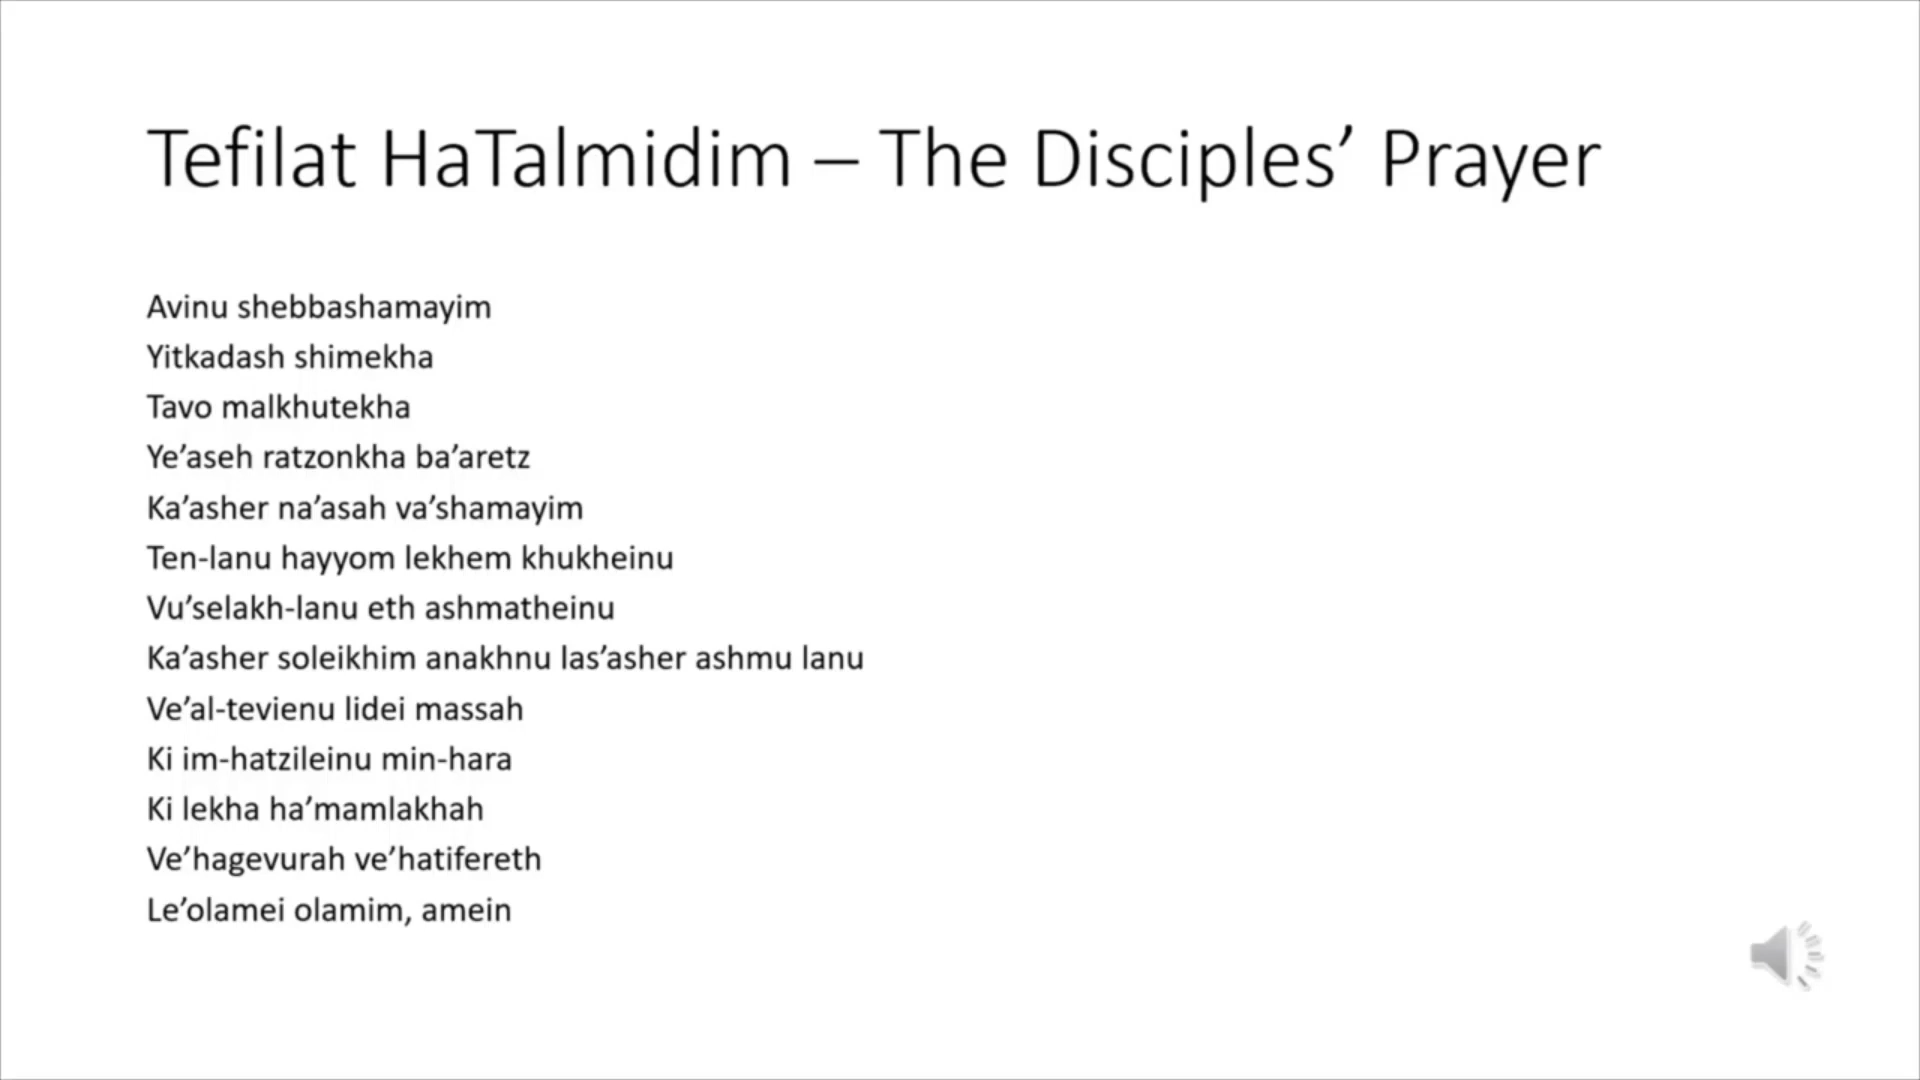 Tefilat HaTalmidim – The Disciples’ Prayer
Avinu shebbashamayim
Yitkadash shimekha
Tavo malkhutekha
Ye’aseh ratzonkha ba’aretz
Ka’asher na’asah va’shamayim
Ten-lanu hayyom lekhem khukheinu
Vu’selakh-lanu eth ashmatheinu
Ka’asher soleikhim anakhnu las’asher ashmu lanu
Ve’al-tevienu lidei massah
Ki im-hatzileinu min-hara
Ki lekha ha’mamlakhah
Ve’hagevurah ve’hatifereth
Le’olamei olamim, amein